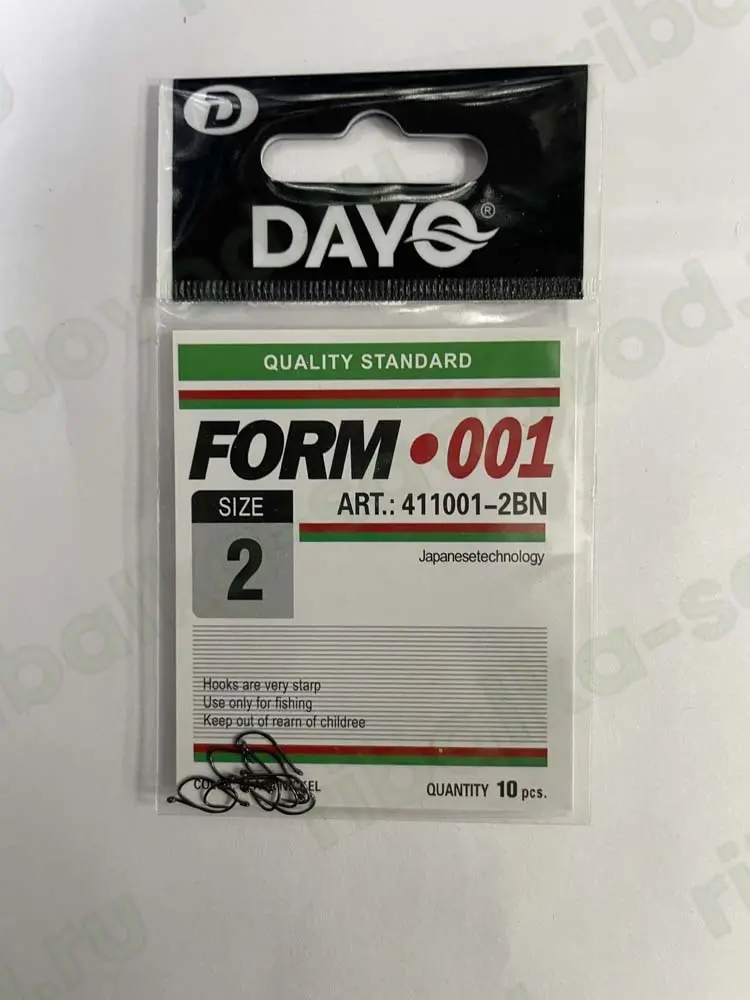 D
DAYO®
QUALITY STANDARD
FORM•001
SIZE
2
ART.: 411001-2BN
Japanesetechnology
Hooks are very starp
Use only for fishing
Keep out of rearn of childree
QUANTITY 10 pcs.